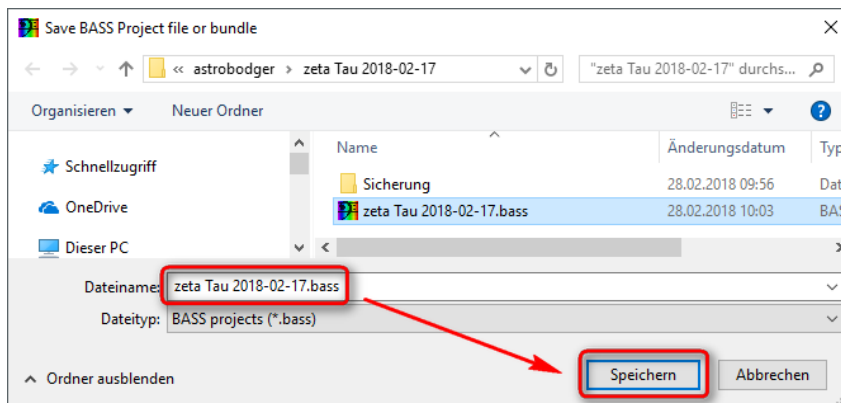 Save BASS Project file or bundle
« astrobodger › zeta Tau 2018-02-17
"zeta Tau 2018-02-17" durchs...
Organisieren
Neuer Ordner
?
Name
Änderungsdatum
Typ
Schnellzugriff
Sicherung
28.02.2018 09:56
Dat
OneDrive
zeta Tau 2018-02-17.bass
28.02.2018 10:03
BAS
Dieser PC
Dateiname: zeta Tau 2018-02-17.bass
Dateityp: BASS projects (*.bass)
Ordner ausblenden
Speichern
Abbrechen